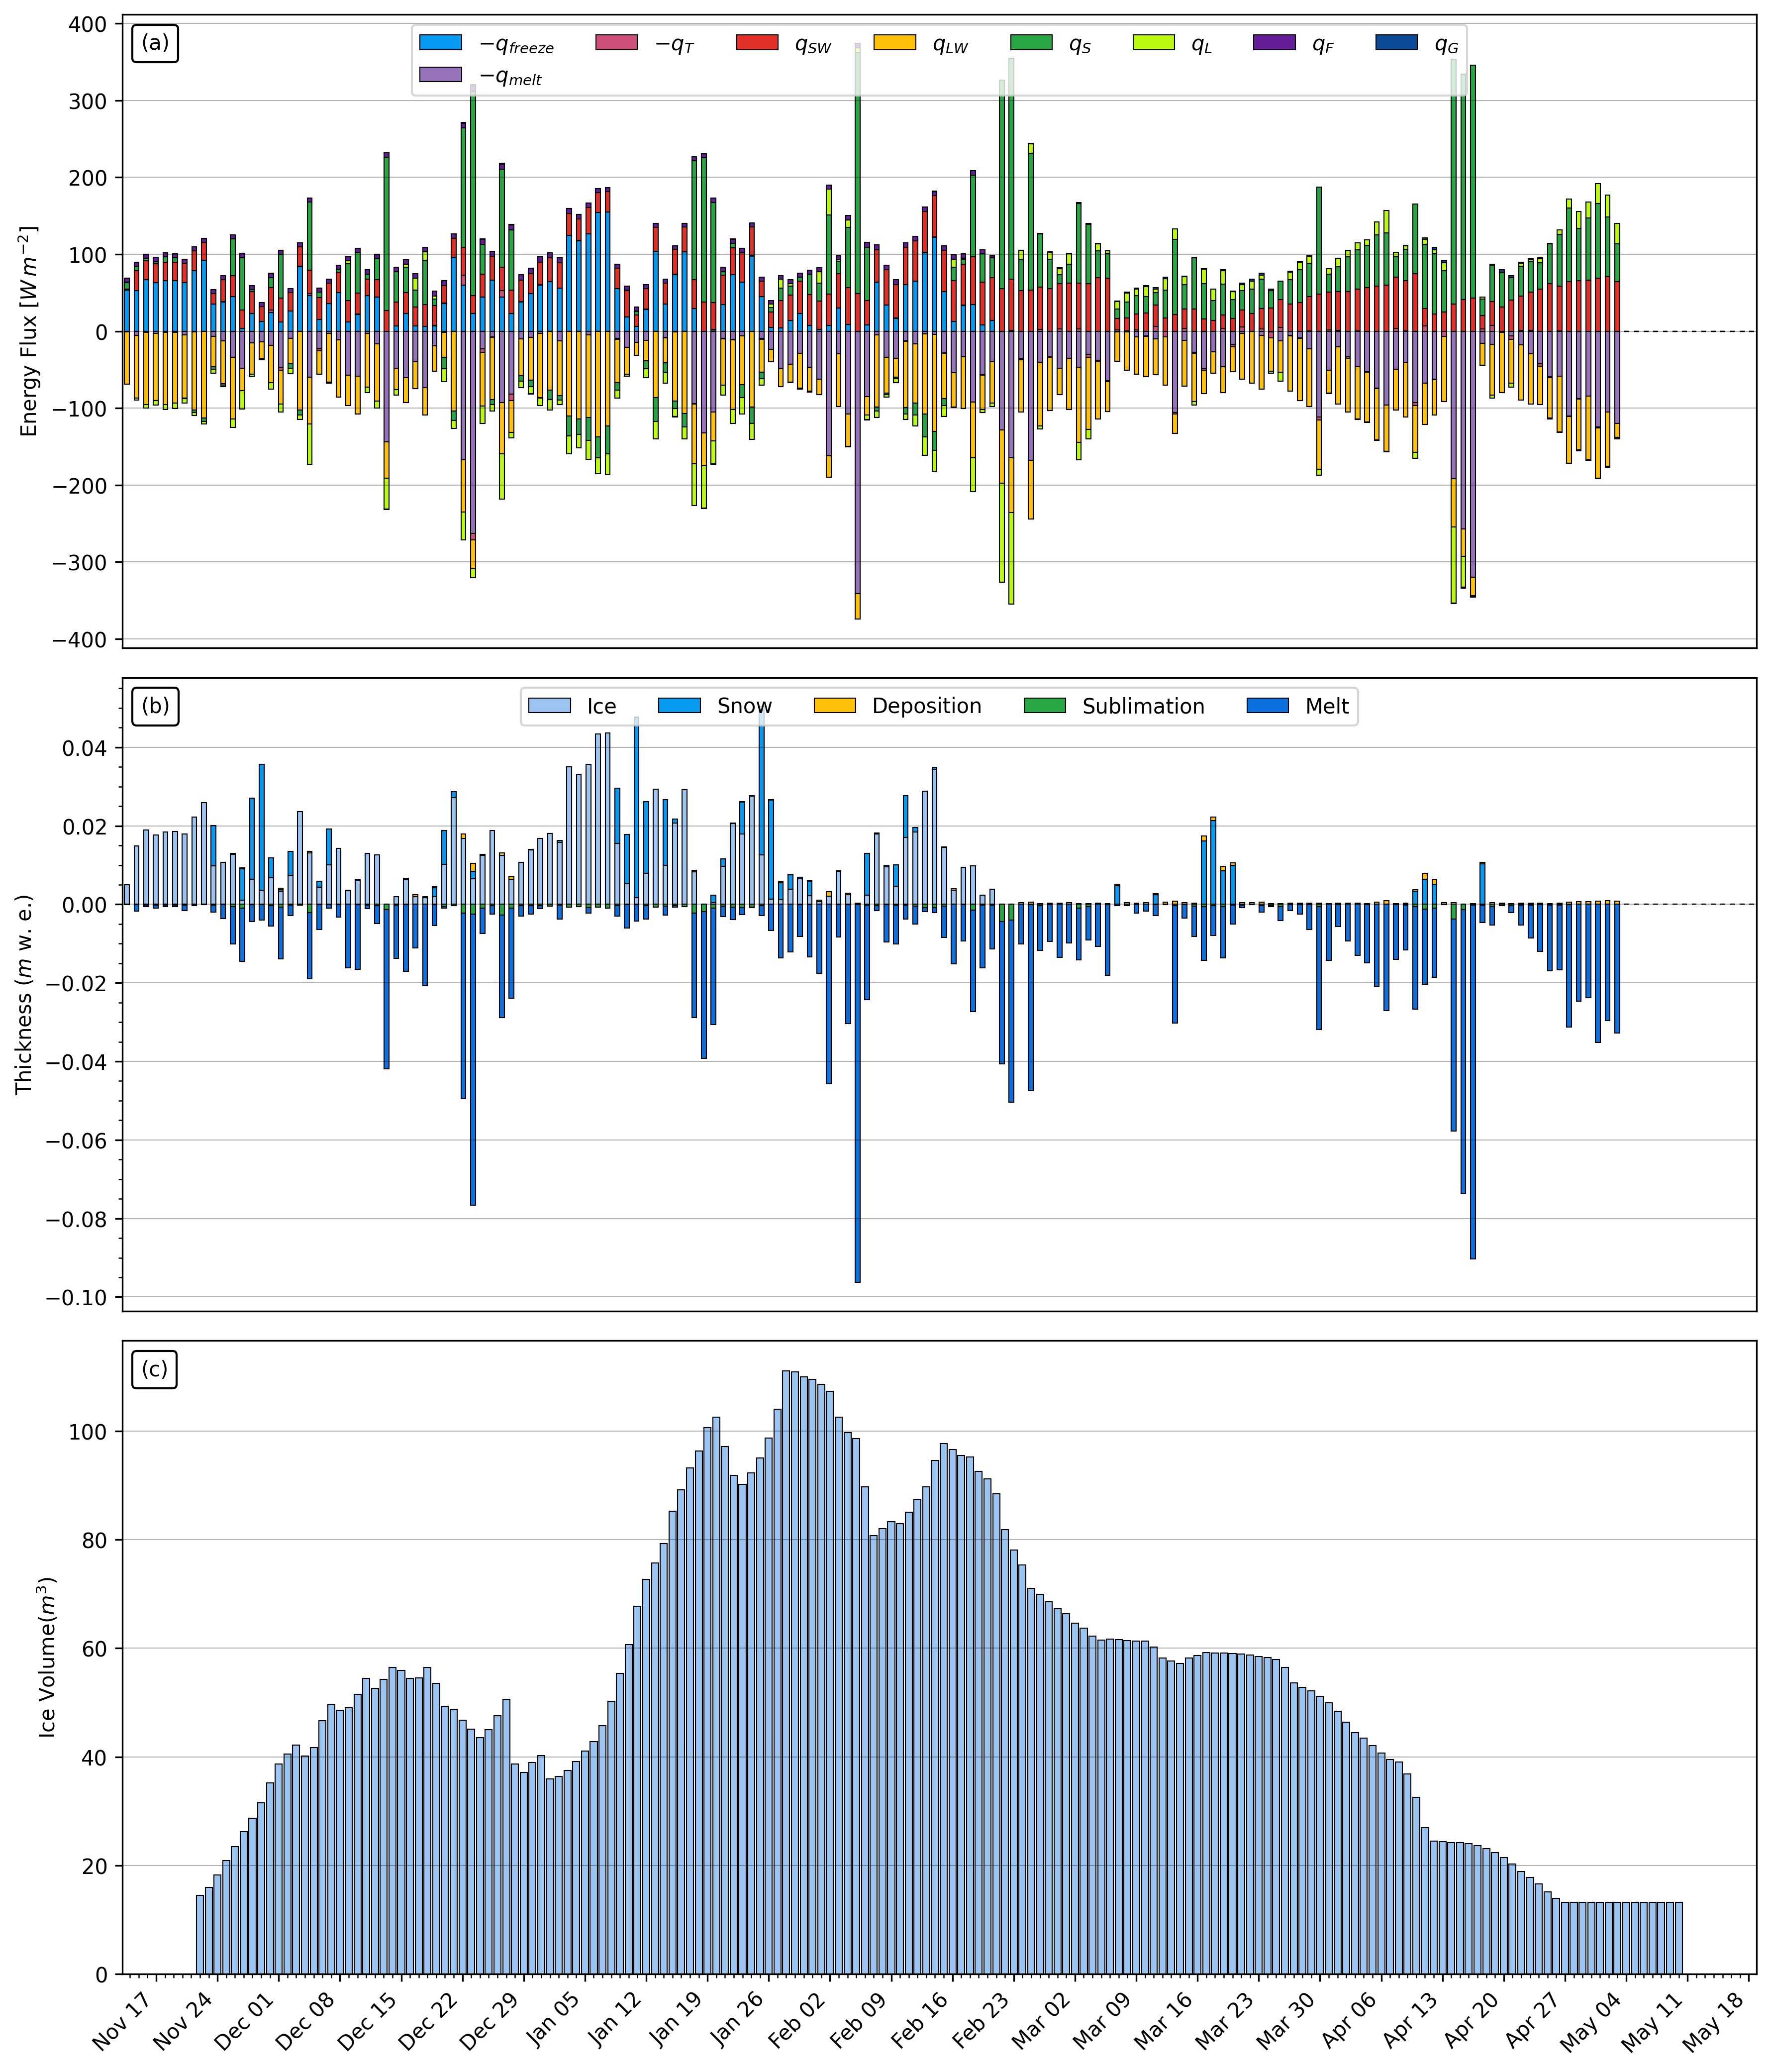 (a)
−q_freeze −q_T q_SW q_LW q_S q_L q_F q_G
−q_melt
400
300
200
100
0
−100
−200
−300
−400
Energy Flux [W m⁻²]
(b)
Ice Snow Deposition Sublimation Melt
0.04
0.02
0.00
−0.02
−0.04
−0.06
−0.08
−0.10
Thickness (m w. e.)
(c)
100
80
60
40
20
0
Ice Volume(m³)
Nov 17 Nov 24 Dec 01 Dec 08 Dec 15 Dec 22 Dec 29 Jan 05 Jan 12 Jan 19 Jan 26 Feb 02 Feb 09 Feb 16 Feb 23 Mar 02 Mar 09 Mar 16 Mar 23 Mar 30 Apr 06 Apr 13 Apr 20 Apr 27 May 04 May 11 May 18